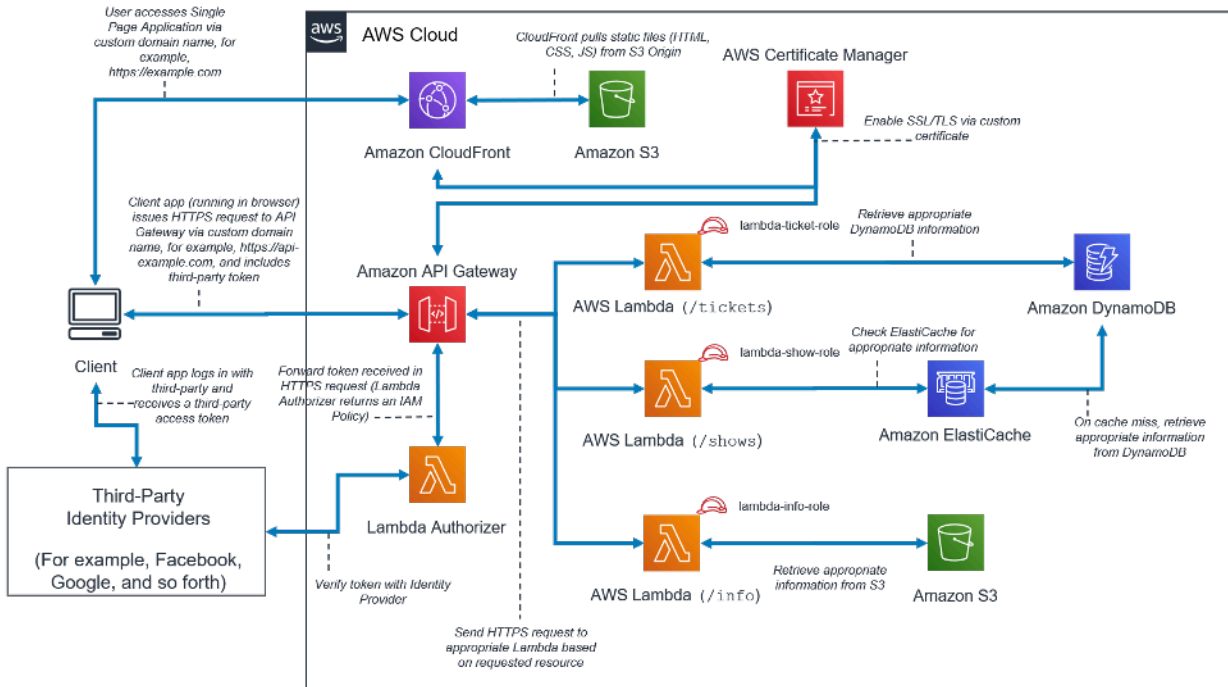 User accesses Single
Page Application via
custom domain name, for
example,
https://example.com
aws
AWS Cloud
CloudFront pulls static files (HTML,
CSS, JS) from S3 Origin
AWS Certificate Manager
Enable SSL/TLS via custom
certificate
Amazon CloudFront
Amazon S3
Client app (running in browser)
issues HTTPS request to API
Gateway via custom domain
name, for example, https://api-
example.com, and includes
third-party token
Amazon API Gateway
lambda-ticket-role
Retrieve appropriate
DynamoDB information
AWS Lambda (/tickets)
Amazon DynamoDB
Client
Client app logs in with
third-party and
receives a third-party
access token
Forward token received in
HTTPS request (Lambda
Authorizer returns an IAM
Policy)
lambda-show-role
Check ElastiCache for
appropriate information
AWS Lambda (/shows)
Amazon ElastiCache
On cache miss, retrieve
appropriate information
from DynamoDB
Third-Party
Identity Providers
(For example, Facebook,
Google, and so forth)
Lambda Authorizer
Verify token with Identity
Provider
lambda-info-role
AWS Lambda (/info)
Retrieve appropriate
information from S3
Amazon S3
Send HTTPS request to
appropriate Lambda based
on requested resource